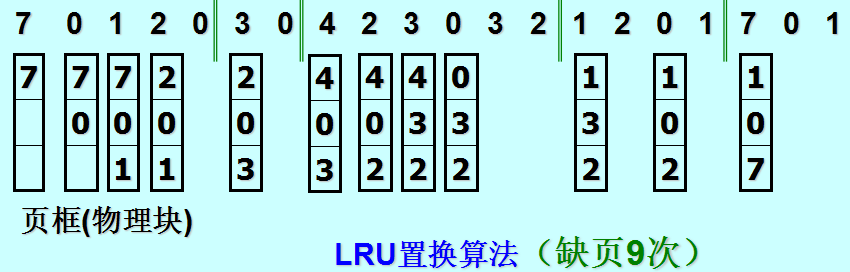 7 0 1 2 0 3 0 4 2 3 0 3 2 1 2 0 1 7 0 1
7 7 7 2 2 4 4 4 0 1 1 1
0 0 0 0 0 0 3 3 3 0 0
1 1 3 3 2 2 2 2 2 7
页框(物理块)
LRU置换算法（缺页9次）